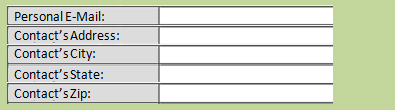 Personal E-Mail:
Contact's Address:
Contact's City:
Contact's State:
Contact's Zip: